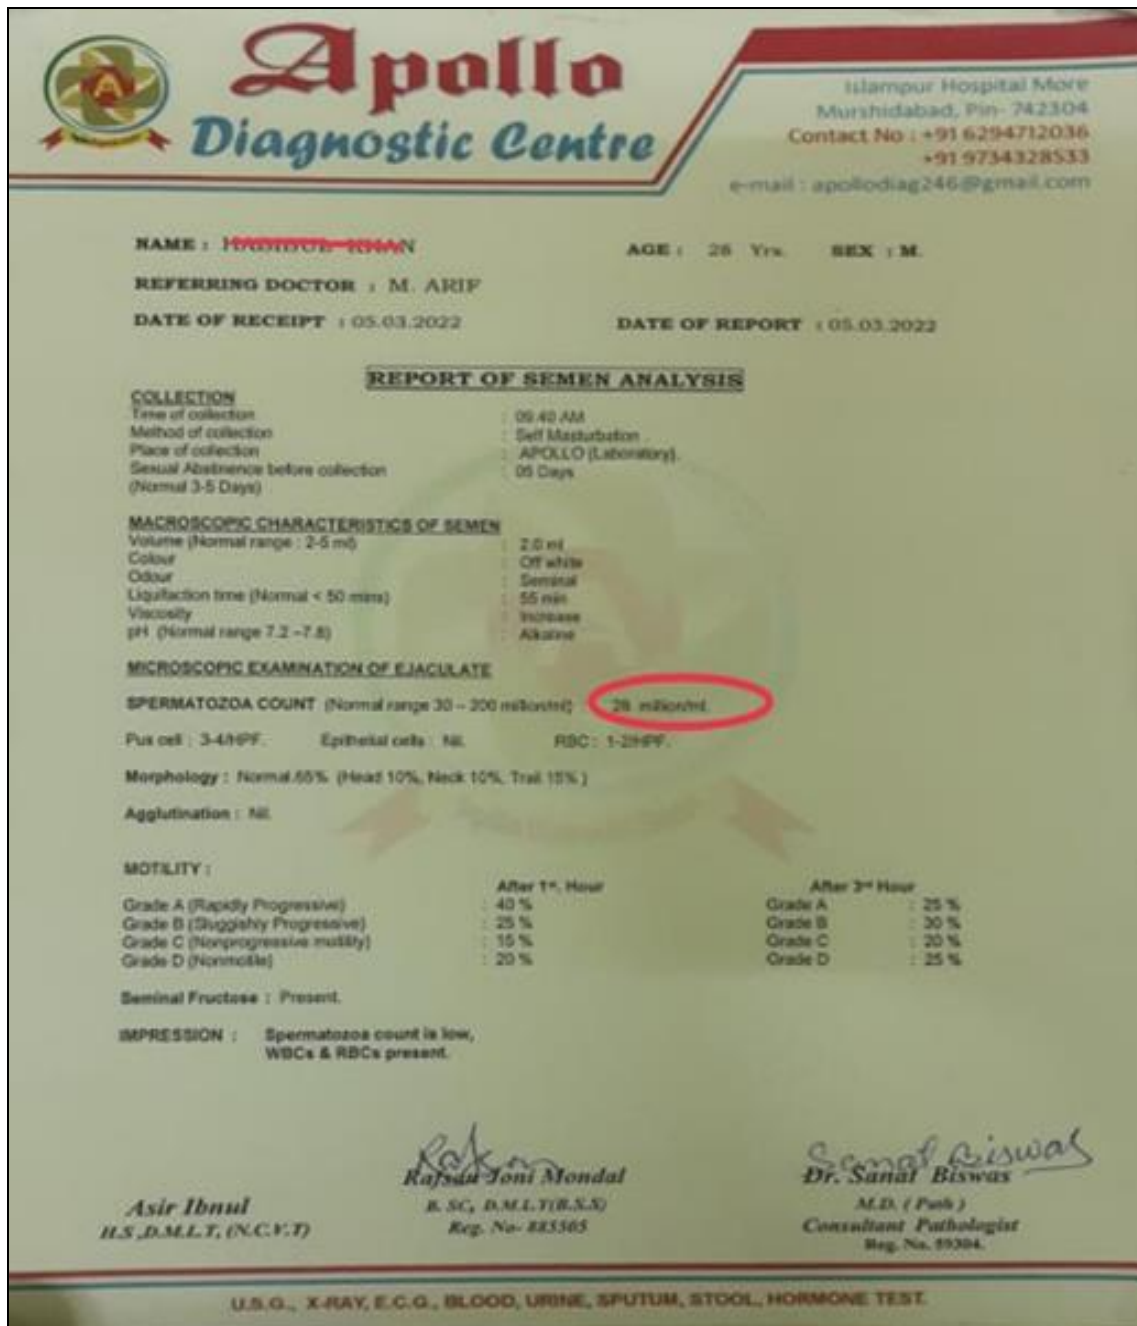 Apollo
Diagnostic Centre
Islampur Hospital More
Murshidabad, Pin- 742304
Contact No : +91 6294712036
+91 9734328533
e-mail : apollodiag246@gmail.com
NAME :
AGE : 28 Yrs. SEX : M.
REFERRING DOCTOR : M. ARIF
DATE OF RECEIPT : 05.03.2022 DATE OF REPORT : 05.03.2022
REPORT OF SEMEN ANALYSIS
COLLECTION
Time of collection : 09:40 AM
Method of collection : Self Masturbation
Place of collection : APOLLO (Laboratory).
Sexual Abstinence before collection : 05 Days
(Normal 3-5 Days)
MACROSCOPIC CHARACTERISTICS OF SEMEN
Volume (Normal range : 2-5 ml) : 2.0 ml
Colour : Off white
Odour : Seminal
Liquifaction time (Normal < 50 mins) : 55 min
Viscosity : Increase
pH (Normal range 7.2 –7.8) : Alkaline
MICROSCOPIC EXAMINATION OF EJACULATE
SPERMATOZOA COUNT (Normal range 30 – 200 million/ml) : 28 million/ml.
Pus cell : 3-4/HPF. Epithelial cells : Nil. RBC : 1-2/HPF.
Morphology : Normal 65% (Head 10%, Neck 10%, Trail 15% )
Agglutination : Nil.
MOTILITY :
After 1st. Hour After 3rd Hour
Grade A (Rapidly Progressive) : 40 % Grade A : 25 %
Grade B (Sluggishly Progressive) : 25 % Grade B : 30 %
Grade C (Nonprogressive motility) : 15 % Grade C : 20 %
Grade D (Nonmotile) : 20 % Grade D : 25 %
Seminal Fructose : Present.
IMPRESSION : Spermatozoa count is low,
WBCs & RBCs present.
Sanat Biswas
Joni Mondal Dr. Sanat Biswas
Asir Ibnul B. SC, D.M.L.T(B.S.S) M.D. ( Path )
H.S ,D.M.L.T, (N.C.V.T) Reg. No- 885505 Consultant Pathologist
Reg. No. 59304.
U.S.G., X-RAY, E.C.G., BLOOD, URINE, SPUTUM, STOOL, HORMONE TEST.